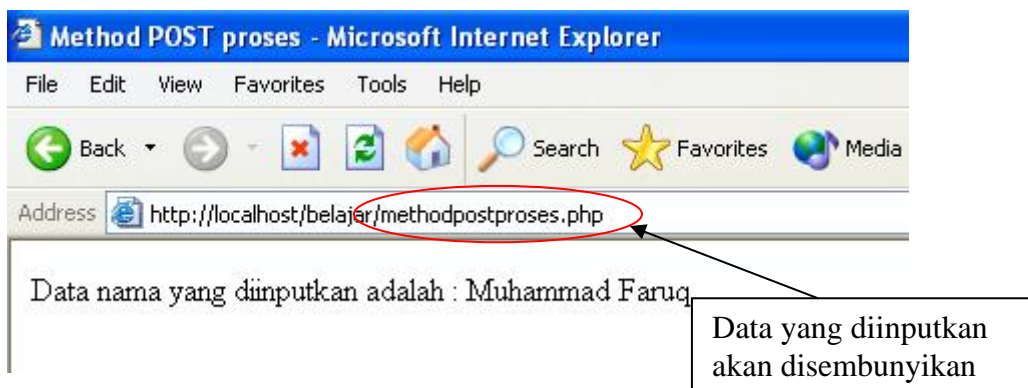 Method POST proses - Microsoft Internet Explorer
File Edit View Favorites Tools Help
Back Search Favorites Media
Address http://localhost/belajar/methodpostproses.php
Data nama yang diinputkan adalah : Muhammad Faruq
Data yang diinputkan
akan disembunyikan